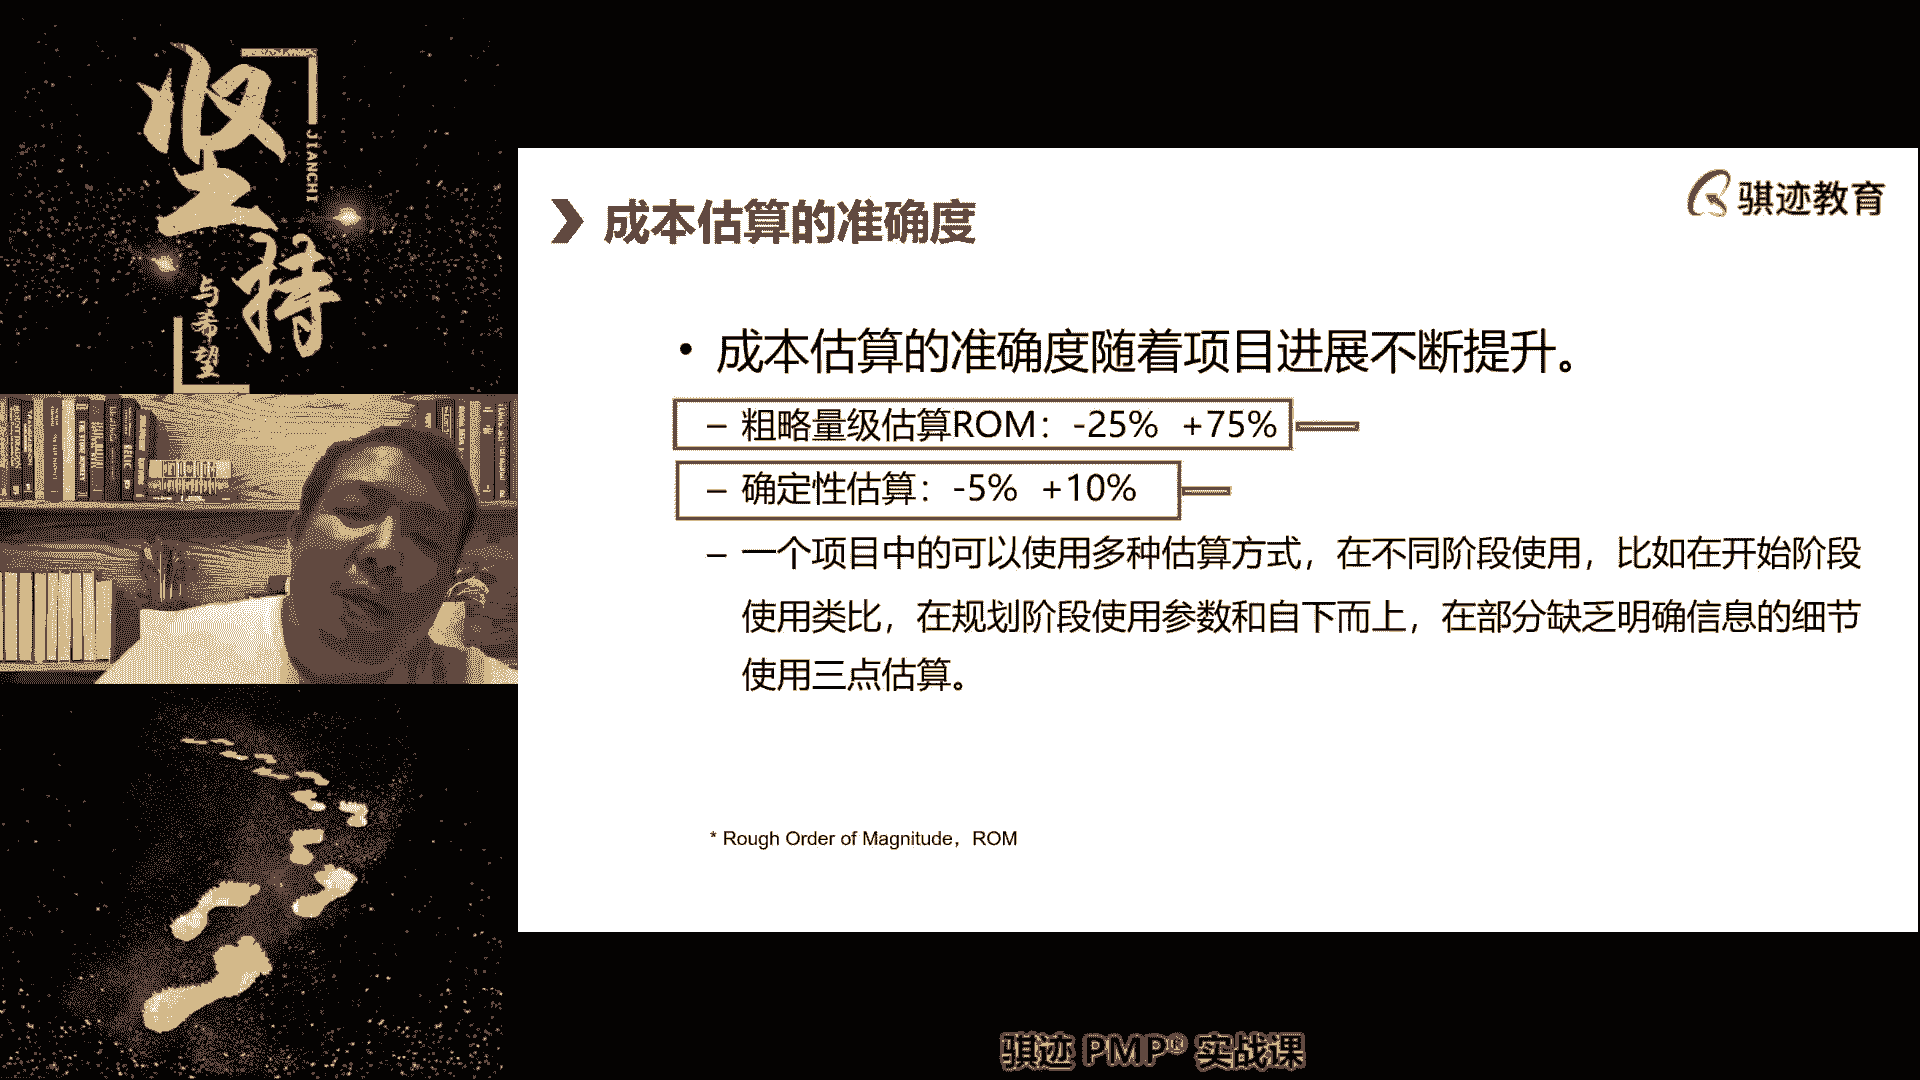 坚持
JIANCHI
与希望
骐迹教育
成本估算的准确度
• 成本估算的准确度随着项目进展不断提升。
– 粗略量级估算ROM：-25% +75%
– 确定性估算：-5% +10%
– 一个项目中的可以使用多种估算方式，在不同阶段使用，比如在开始阶段
使用类比，在规划阶段使用参数和自下而上，在部分缺乏明确信息的细节
使用三点估算。
* Rough Order of Magnitude，ROM
骐迹 PMP® 实战课